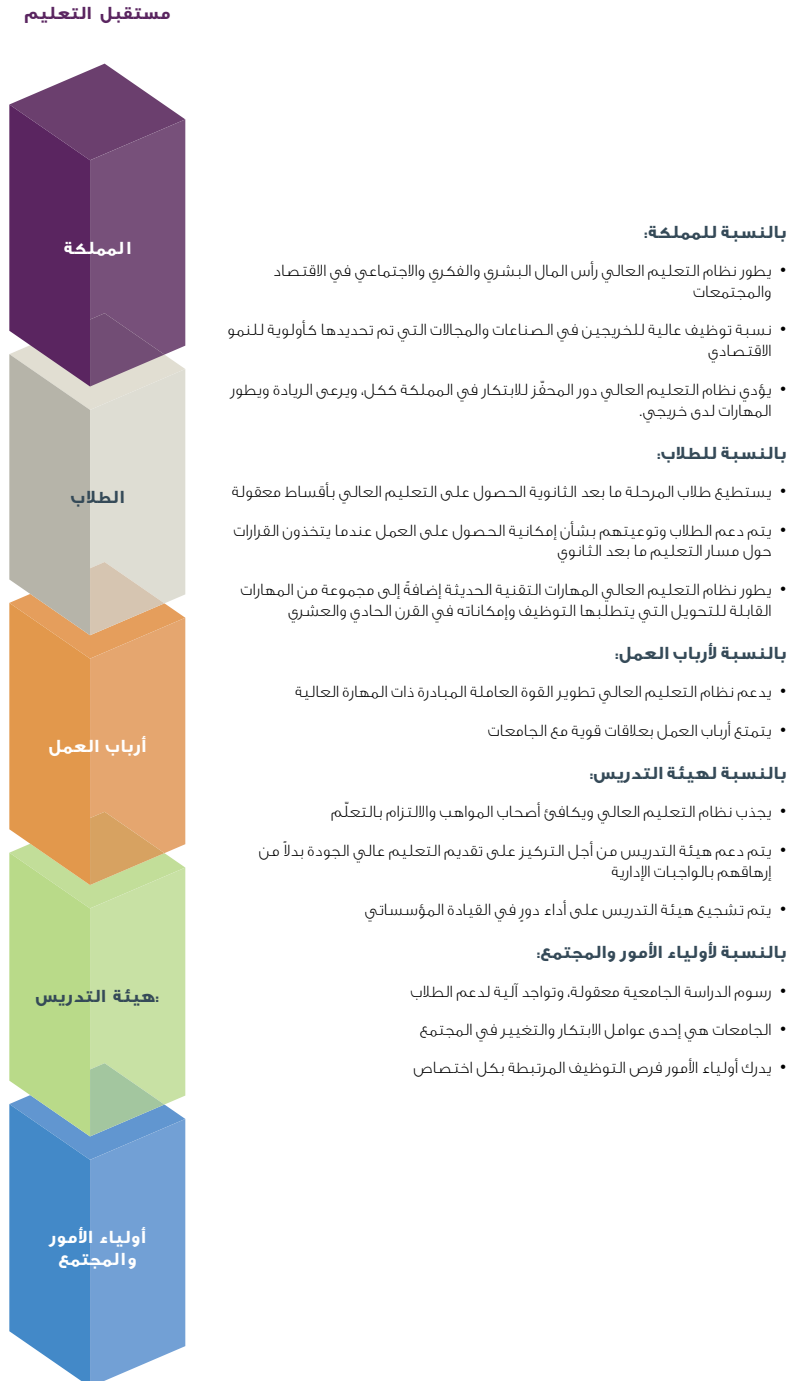 مستقبل التعليم
المملكة
الطلاب
أرباب العمل
هيئة التدريس:
أولياء الأمور
والمجتمع
بالنسبة للمملكة:
• يطور نظام التعليم العالي رأس المال البشري والفكري والاجتماعي في الاقتصاد
والمجتمعات
• نسبة توظيف عالية للخريجين في الصناعات والمجالات التي تم تحديدها كأولوية للنمو
الاقتصادي
• يؤدي نظام التعليم العالي دور المحفّز للابتكار في المملكة ككل، ويرعى الريادة ويطور
المهارات لدى خريجي.
بالنسبة للطلاب:
• يستطيع طلاب المرحلة ما بعد الثانوية الحصول على التعليم العالي بأقساط معقولة
• يتم دعم الطلاب وتوعيتهم بشأن إمكانية الحصول على العمل عندما يتخذون القرارات
حول مسار التعليم ما بعد الثانوي
• يطور نظام التعليم العالي المهارات التقنية الحديثة إضافةً إلى مجموعة من المهارات
القابلة للتحويل التي يتطلبها التوظيف وإمكاناته في القرن الحادي والعشري
بالنسبة لأرباب العمل:
• يدعم نظام التعليم العالي تطوير القوة العاملة المبادرة ذات المهارة العالية
• يتمتع أرباب العمل بعلاقات قوية مع الجامعات
بالنسبة لهيئة التدريس:
• يجذب نظام التعليم العالي ويكافئ أصحاب المواهب والالتزام بالتعلّم
• يتم دعم هيئة التدريس من أجل التركيز على تقديم التعليم عالي الجودة بدلاً من
إرهاقهم بالواجبات الإدارية
• يتم تشجيع هيئة التدريس على أداء دورٍ في القيادة المؤسساتي
بالنسبة لأولياء الأمور والمجتمع:
• رسوم الدراسة الجامعية معقولة، وتواجد آلية لدعم الطلاب
• الجامعات هي إحدى عوامل الابتكار والتغيير في المجتمع
• يدرك أولياء الأمور فرص التوظيف المرتبطة بكل اختصاص